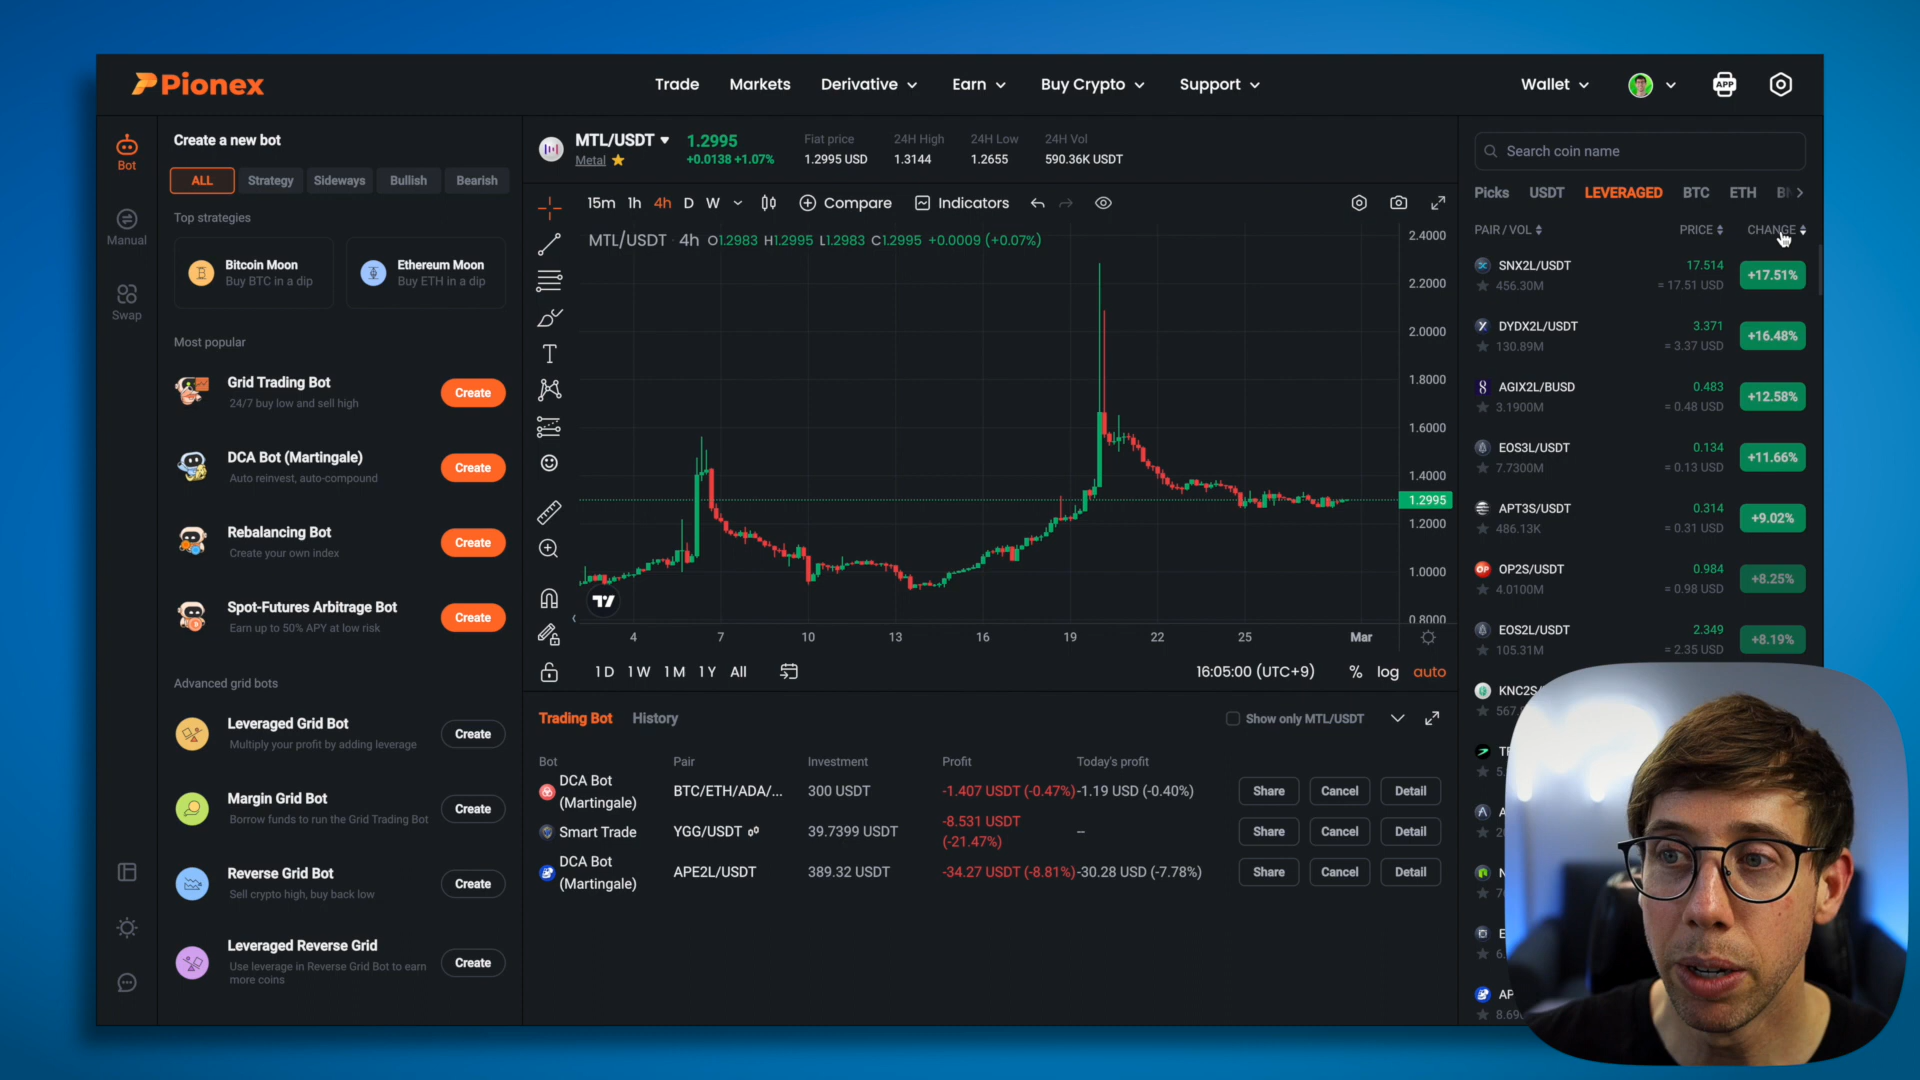 Pionex
Trade
Markets
Derivative
Earn
Buy Crypto
Support
Wallet
APP
Bot
Manual
Swap
Create a new bot
ALL
Strategy
Sideways
Bullish
Bearish
Top strategies
Bitcoin Moon
Buy BTC in a dip
Ethereum Moon
Buy ETH in a dip
Most popular
Grid Trading Bot
24/7 buy low and sell high
Create
DCA Bot (Martingale)
Auto reinvest, auto-compound
Create
Rebalancing Bot
Create your own index
Create
Spot-Futures Arbitrage Bot
Earn up to 50% APY at low risk
Create
Advanced grid bots
Leveraged Grid Bot
Multiply your profit by adding leverage
Create
Margin Grid Bot
Borrow funds to run the Grid Trading Bot
Create
Reverse Grid Bot
Sell crypto high, buy back low
Create
Leveraged Reverse Grid
Use leverage in Reverse Grid Bot to earn
more coins
Create
MTL/USDT
Metal
1.2995
+0.0138 +1.07%
Fiat price
1.2995 USD
24H High
1.3144
24H Low
1.2655
24H Vol
590.36K USDT
15m 1h 4h D W
Compare
Indicators
MTL/USDT · 4h O1.2983 H1.2995 L1.2983 C1.2995 +0.0009 (+0.07%)
2.4000
2.2000
2.0000
1.8000
1.6000
1.4000
1.2995
1.2000
1.0000
0.8000
4 7 10 13 16 19 22 25 Mar
1D 1W 1M 1Y All
16:05:00 (UTC+9)
% log auto
Trading Bot
History
Show only MTL/USDT
Bot Pair Investment Profit Today's profit
DCA Bot
(Martingale)
BTC/ETH/ADA/...
300 USDT
-1.407 USDT (-0.47%)
-1.19 USD (-0.40%)
Share Cancel Detail
Smart Trade
YGG/USDT
39.7399 USDT
-8.531 USDT
(-21.47%)
--
Share Cancel Detail
DCA Bot
(Martingale)
APE2L/USDT
389.32 USDT
-34.27 USDT (-8.81%)
-30.28 USD (-7.78%)
Share Cancel Detail
Search coin name
Picks USDT LEVERAGED BTC ETH
PAIR / VOL PRICE CHANGE
SNX2L/USDT 17.514 +17.51%
456.30M = 17.51 USD
DYDX2L/USDT 3.371 +16.48%
130.89M = 3.37 USD
AGIX2L/BUSD 0.483 +12.58%
3.1900M = 0.48 USD
EOS3L/USDT 0.134 +11.66%
7.7300M = 0.13 USD
APT3S/USDT 0.314 +9.02%
486.13K = 0.31 USD
OP2S/USDT 0.984 +8.25%
4.0100M = 0.98 USD
EOS2L/USDT 2.349 +8.19%
105.31M = 2.35 USD
KNC2S/